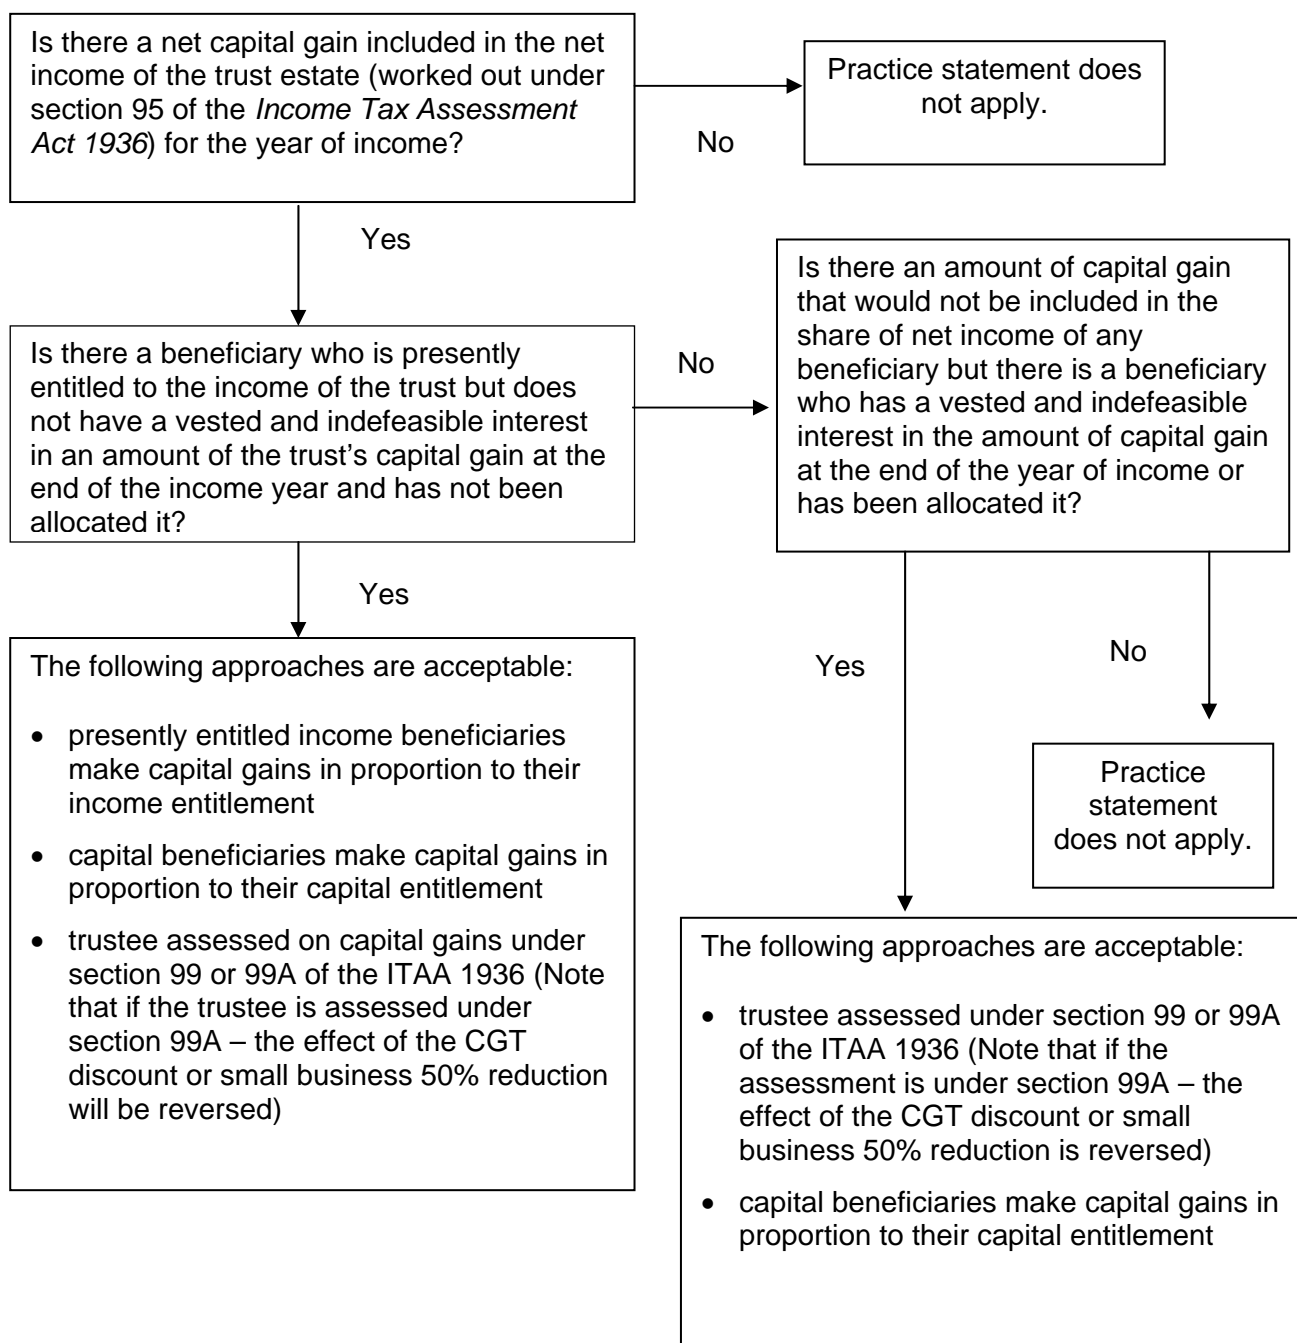 Is there a net capital gain included in the net
income of the trust estate (worked out under
section 95 of the Income Tax Assessment
Act 1936) for the year of income?
No
Practice statement does
not apply.
Yes
Is there a beneficiary who is presently
entitled to the income of the trust but does
not have a vested and indefeasible interest
in an amount of the trust's capital gain at the
end of the income year and has not been
allocated it?
No
Is there an amount of capital gain
that would not be included in the
share of net income of any
beneficiary but there is a beneficiary
who has a vested and indefeasible
interest in the amount of capital gain
at the end of the year of income or
has been allocated it?
Yes
The following approaches are acceptable:
• presently entitled income beneficiaries
make capital gains in proportion to their
income entitlement
• capital beneficiaries make capital gains in
proportion to their capital entitlement
• trustee assessed on capital gains under
section 99 or 99A of the ITAA 1936 (Note
that if the trustee is assessed under
section 99A – the effect of the CGT
discount or small business 50% reduction
will be reversed)
Yes
No
Practice
statement
does not apply.
The following approaches are acceptable:
• trustee assessed under section 99 or 99A
of the ITAA 1936 (Note that if the
assessment is under section 99A – the
effect of the CGT discount or small
business 50% reduction is reversed)
• capital beneficiaries make capital gains in
proportion to their capital entitlement